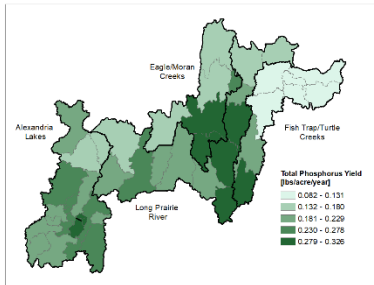 Eagle/Moran
Creeks
Alexandria
Lakes
Fish Trap/Turtle
Creeks
Long Prairie
River
Total Phosphorus Yield
[lbs/acre/year]
0.082 - 0.131
0.132 - 0.180
0.181 - 0.229
0.230 - 0.278
0.279 - 0.326